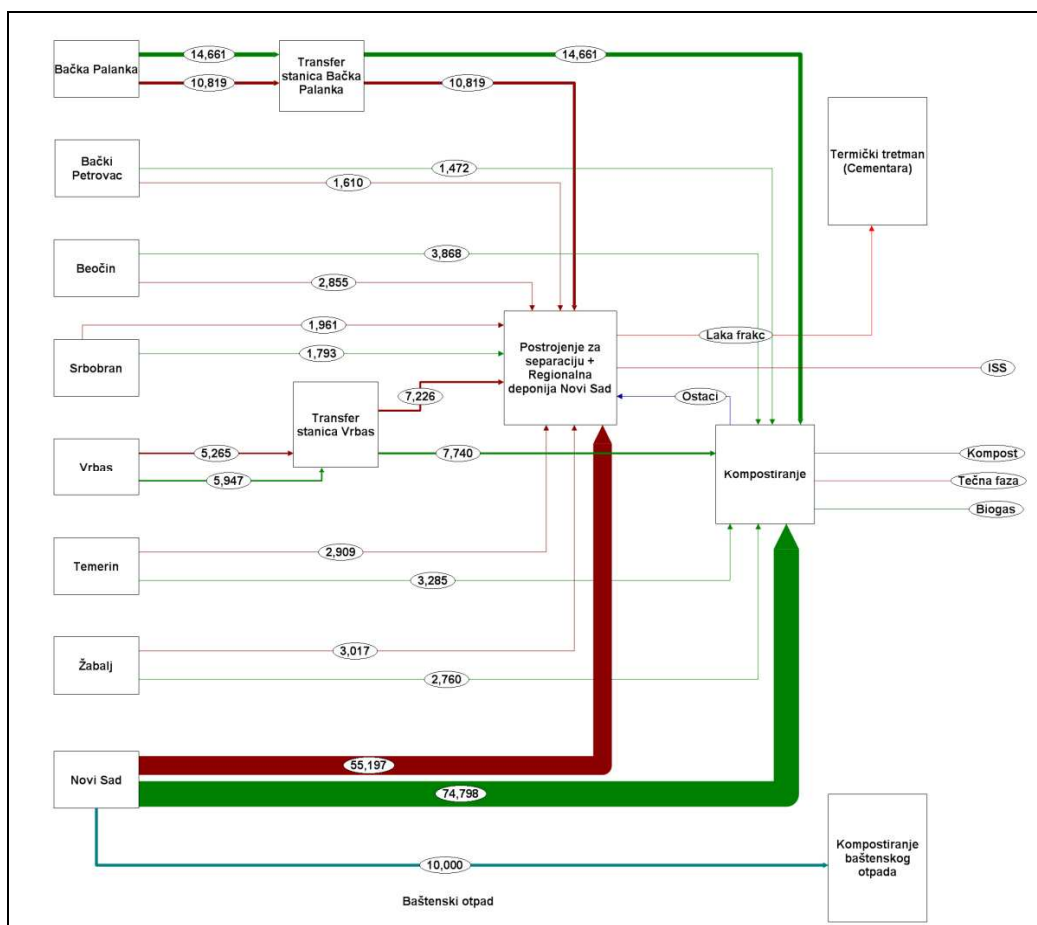 Bačka Palanka
14,661
10,819
Transfer
stanica Bačka
Palanka
14,661
10,819
Termički tretman
(Cementara)
Bački
Petrovac
1,472
1,610
Beočin
3,868
2,855
Srbobran
1,961
1,793
Postrojenje za
separaciju +
Regionalna
deponija Novi Sad
Laka frakc
ISS
Ostaci
Vrbas
5,265
5,947
Transfer
stanica Vrbas
7,226
7,740
Kompostiranje
Kompost
Tečna faza
Biogas
Temerin
2,909
3,285
Žabalj
3,017
2,760
Novi Sad
55,197
74,798
10,000
Baštenski otpad
Kompostiranje
baštenskog
otpada